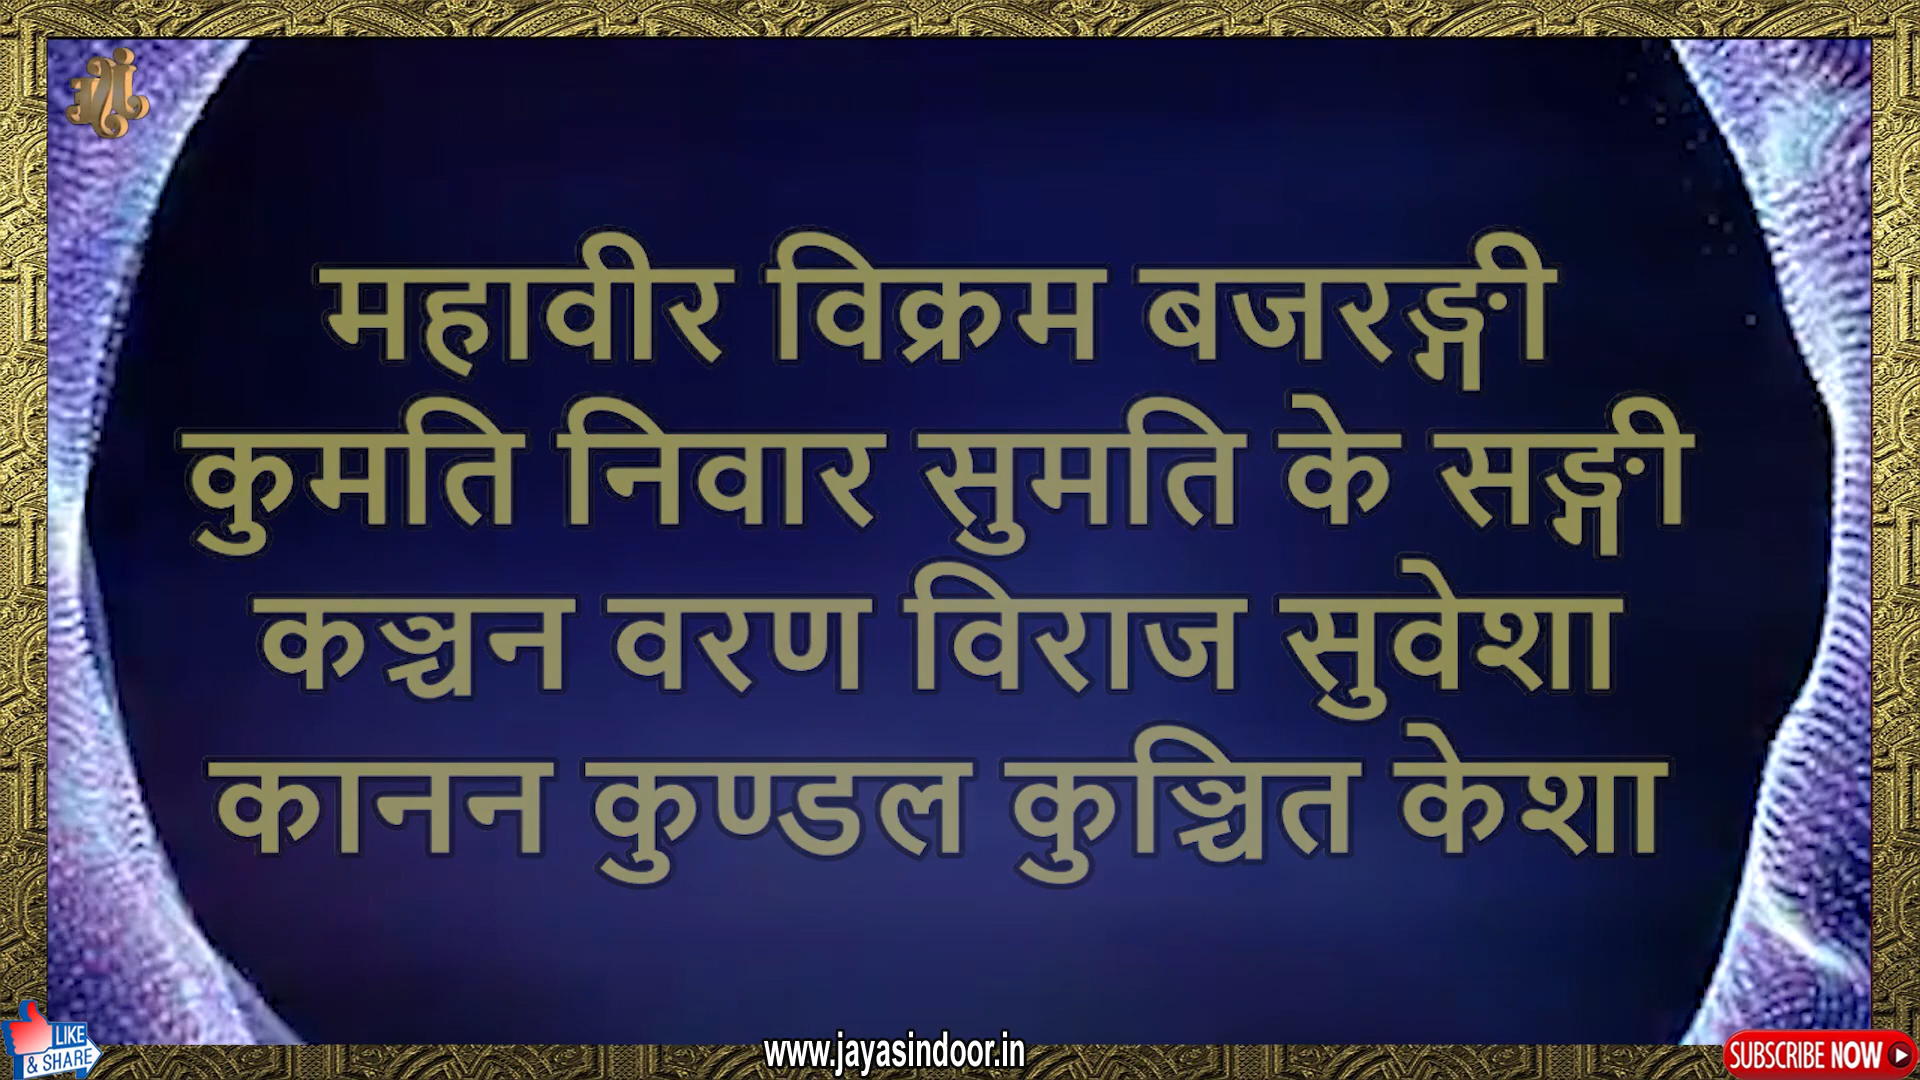 महावीर विक्रम बजरङ्गी
कुमति निवार सुमति के सङ्गी
कञ्चन वरण विराज सुवेशा
कानन कुण्डल कुञ्चित केशा
LIKE
& SHARE
www.jayasindoor.in
SUBSCRIBE NOW